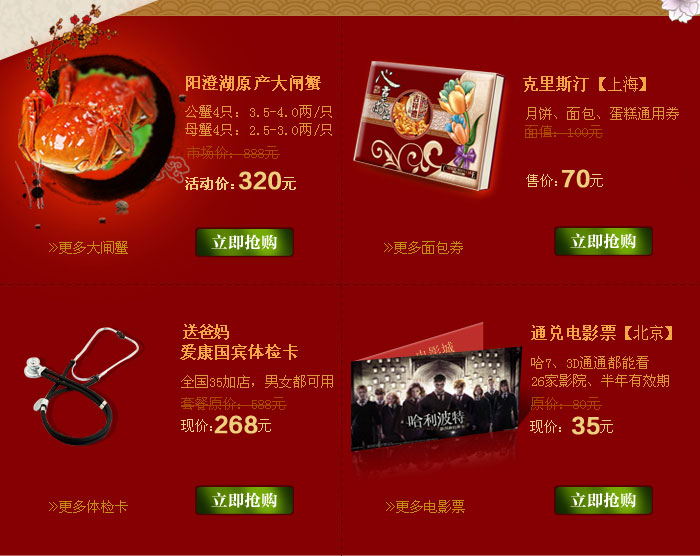 阳澄湖原产大闸蟹
公蟹4只：3.5-4.0两/只
母蟹4只：2.5-3.0两/只
市场价：888元
活动价：320元
»更多大闸蟹
立即抢购
克里斯汀【上海】
月饼、面包、蛋糕通用券
面值：100元
售价：70元
»更多面包券
立即抢购
送爸妈
爱康国宾体检卡
全国35加店，男女都可用
套餐原价：588元
现价：268元
»更多体检卡
立即抢购
电影城
哈利波特
通兑电影票【北京】
哈7、3D通通都能看
26家影院、半年有效期
原价：80元
现价：35元
»更多电影票
立即抢购